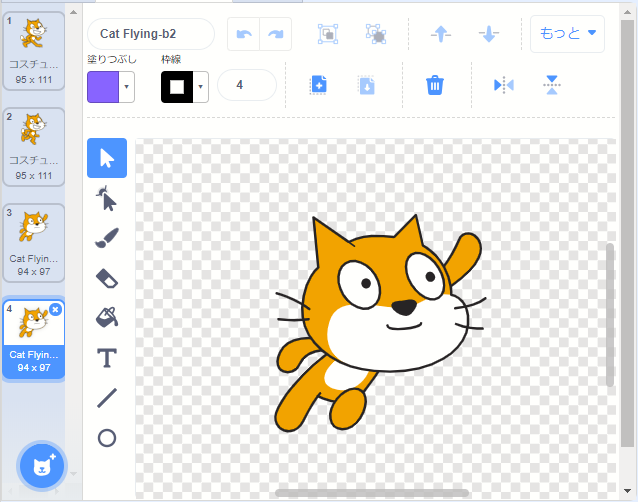 1
コスチュ...
95 x 111
2
コスチュ...
95 x 111
3
Cat Flyin...
94 x 97
4
Cat Flyin...
94 x 97
Cat Flying-b2
もっと
塗りつぶし
枠線
4
T